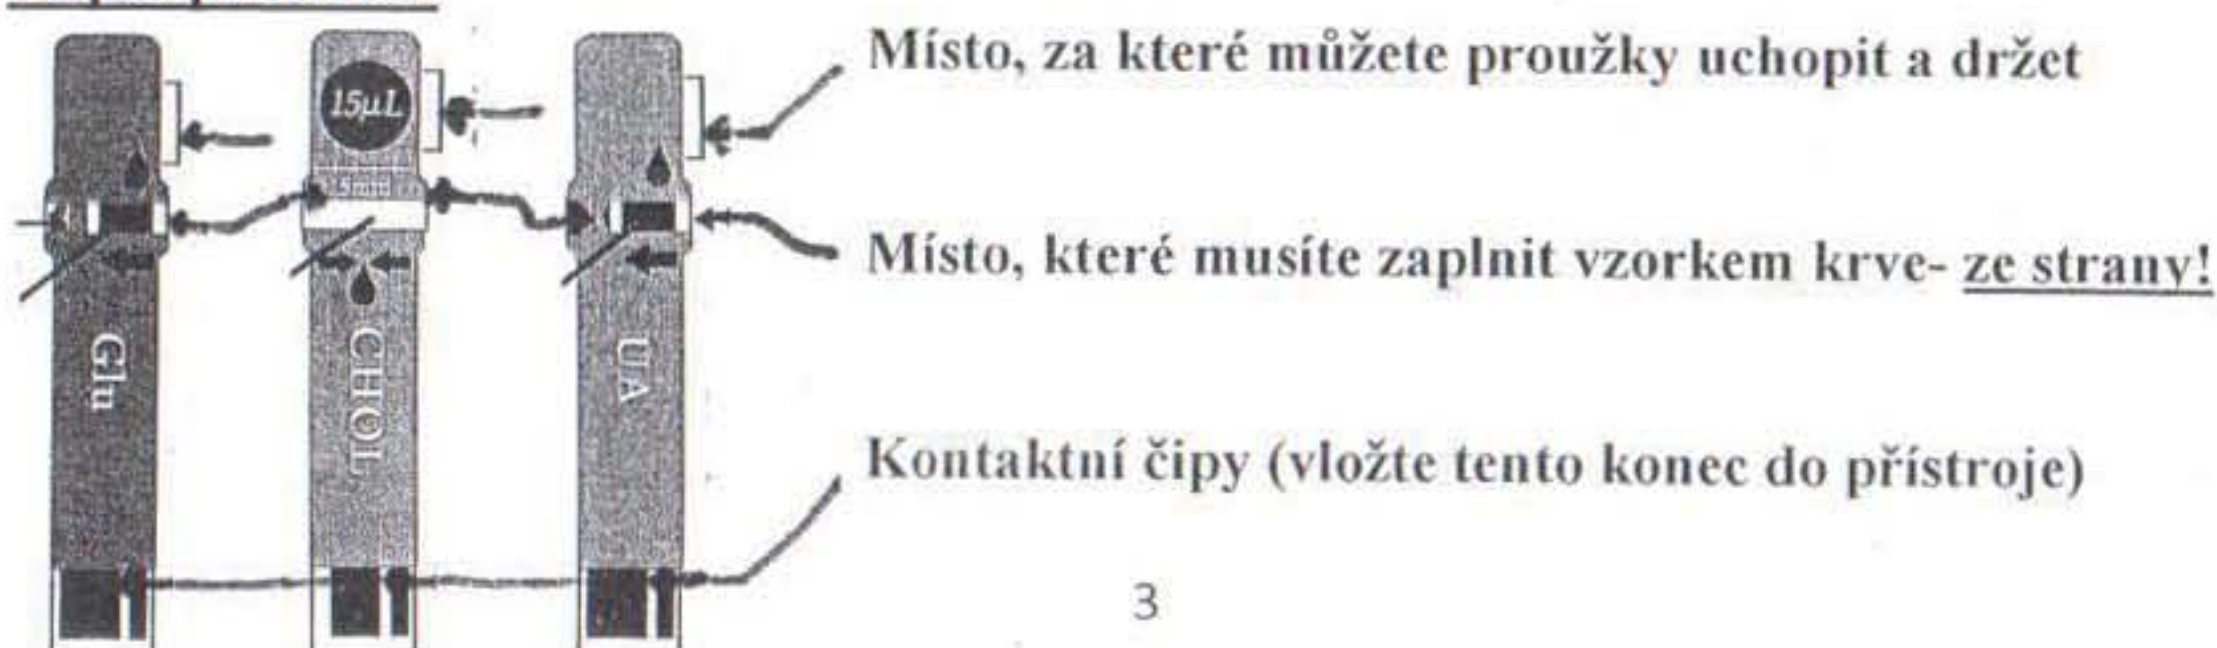 Místo, za které můžete proužky uchopit a držet
15µL
Místo, které musíte zaplnit vzorkem krve- ze strany!
Glu
CHOL
UA
Kontaktní čipy (vložte tento konec do přístroje)
3